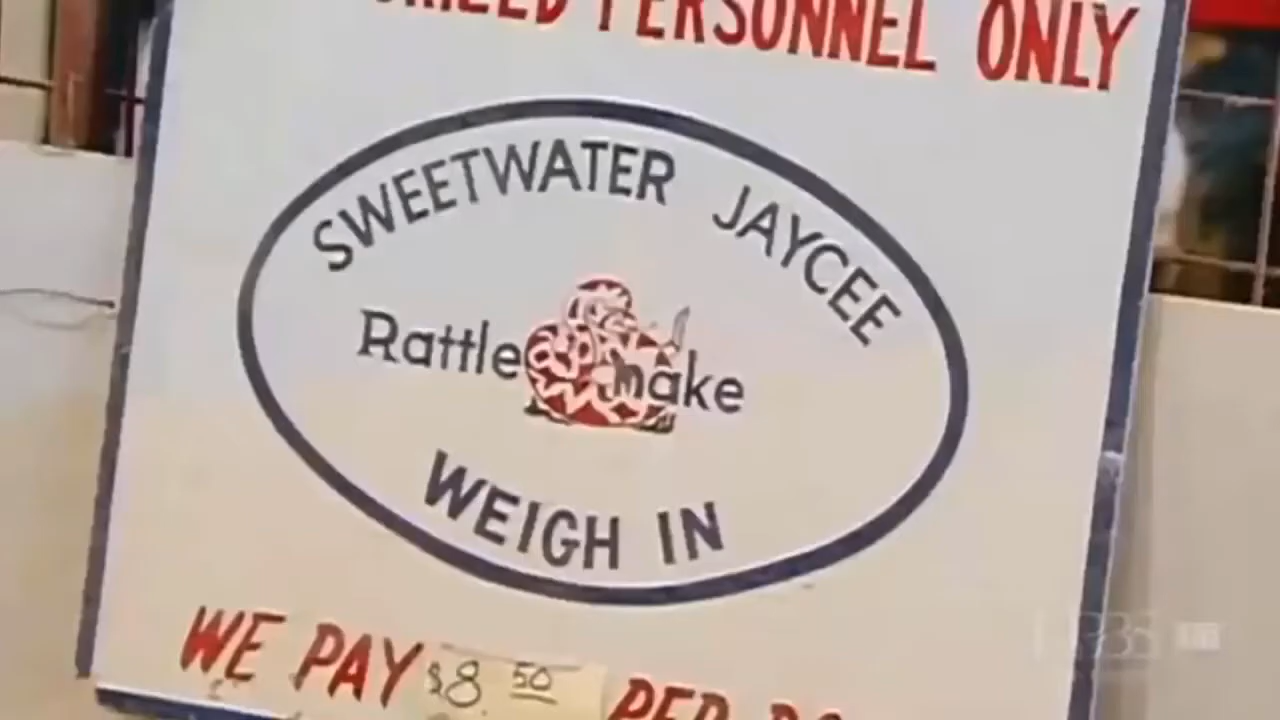 PERSONNEL ONLY
SWEETWATER JAYCEE
Rattlesnake
WEIGH IN
WE PAY $8.50 PER